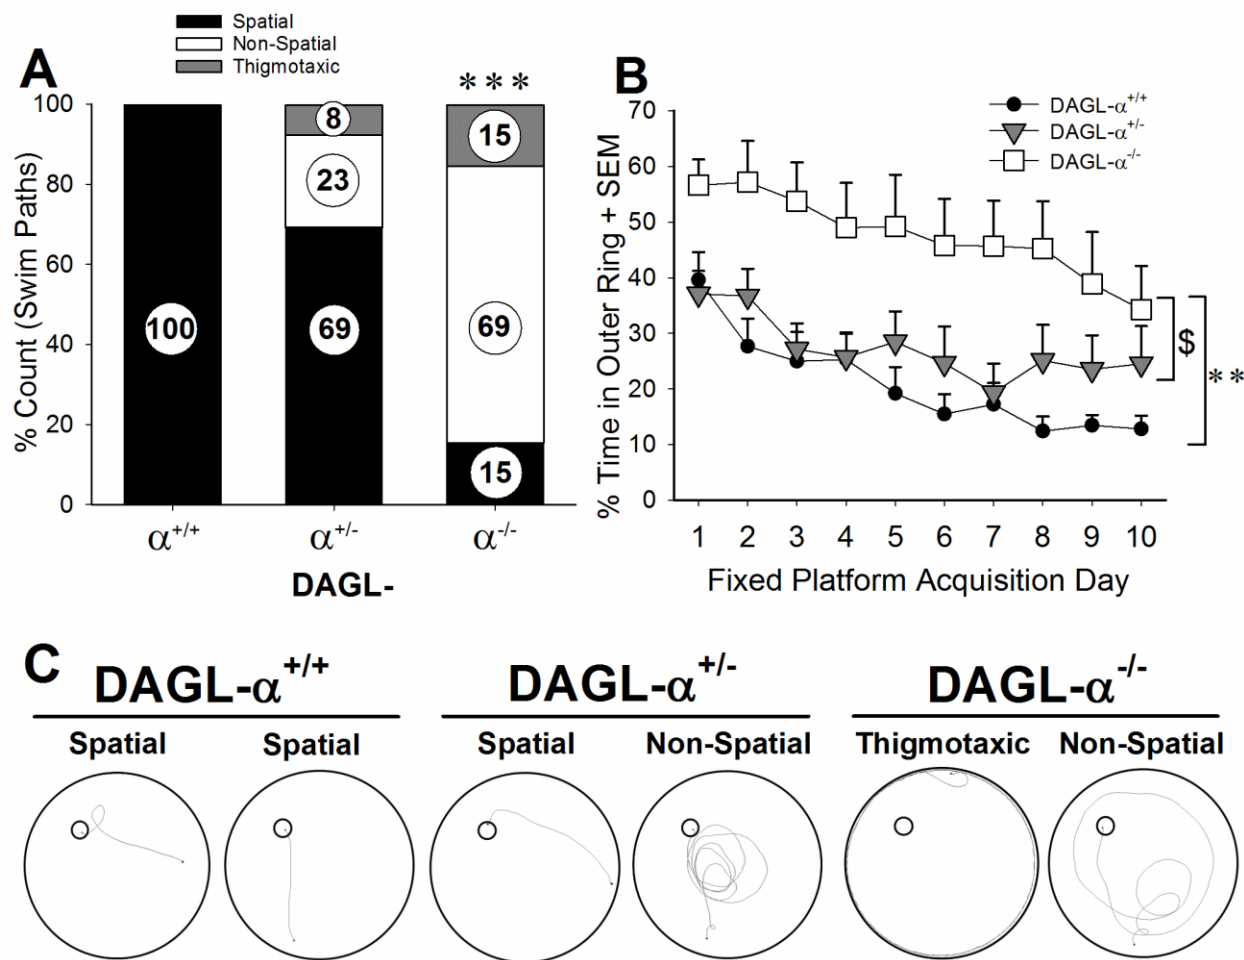 Spatial
Non-Spatial
Thigmotaxic
A
***
% Count (Swim Paths)
100
80
60
40
20
0
100
8
23
69
15
69
15
α+/+ α+/- α-/-
DAGL-
B
DAGL-α+/+
DAGL-α+/-
DAGL-α-/-
% Time in Outer Ring + SEM
70
60
50
40
30
20
10
0
$
**
1 2 3 4 5 6 7 8 9 10
Fixed Platform Acquisition Day
C
DAGL-α+/+ DAGL-α+/- DAGL-α-/-
Spatial Spatial Spatial Non-Spatial Thigmotaxic Non-Spatial